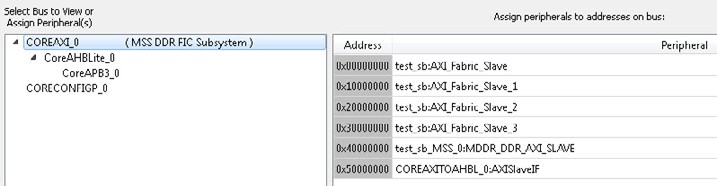 Select Bus to View or
Assign Peripheral(s)
Assign peripherals to addresses on bus:
COREAXI_0 ( MSS DDR FIC Subsystem )
CoreAHBLite_0
CoreAPB3_0
CORECONFIGP_0
Address Peripheral
0x00000000 test_sb:AXI_Fabric_Slave
0x10000000 test_sb:AXI_Fabric_Slave_1
0x20000000 test_sb:AXI_Fabric_Slave_2
0x30000000 test_sb:AXI_Fabric_Slave_3
0x40000000 test_sb_MSS_0:MDDR_DDR_AXI_SLAVE
0x50000000 COREAXITOAHBL_0:AXISlaveIF